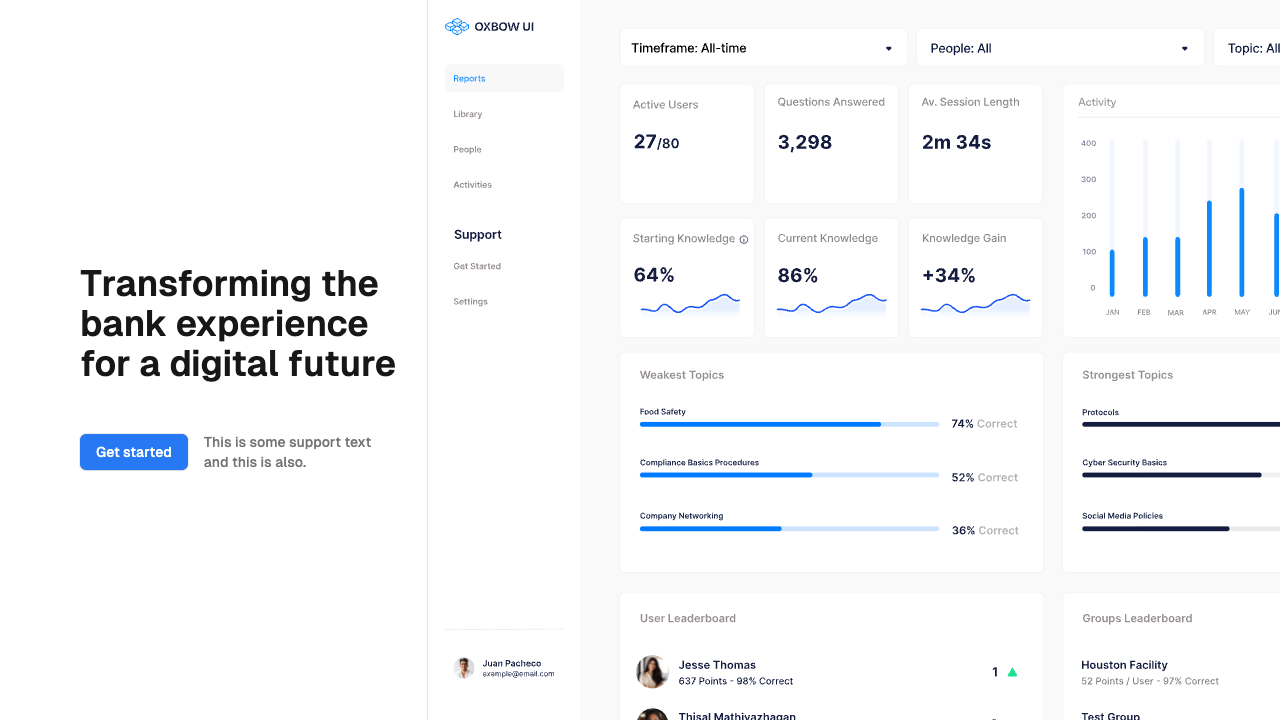 Transforming the
bank experience
for a digital future
Get started
This is some support text
and this is also.
OXBOW UI
Reports
Library
People
Activities
Support
Get Started
Settings
Juan Pacheco
example@email.com
Timeframe: All-time
People: All
Topic: All
Active Users
27/80
Questions Answered
3,298
Av. Session Length
2m 34s
Starting Knowledge
64%
Current Knowledge
86%
Knowledge Gain
+34%
Activity
400
300
200
100
0
JAN FEB MAR APR MAY JUN
Weakest Topics
Food Safety
74% Correct
Compliance Basics Procedures
52% Correct
Company Networking
36% Correct
Strongest Topics
Protocols
Cyber Security Basics
Social Media Policies
User Leaderboard
Jesse Thomas
637 Points - 98% Correct
1
Thisal Mathiyazhagan
Groups Leaderboard
Houston Facility
52 Points / User - 97% Correct
Test Group